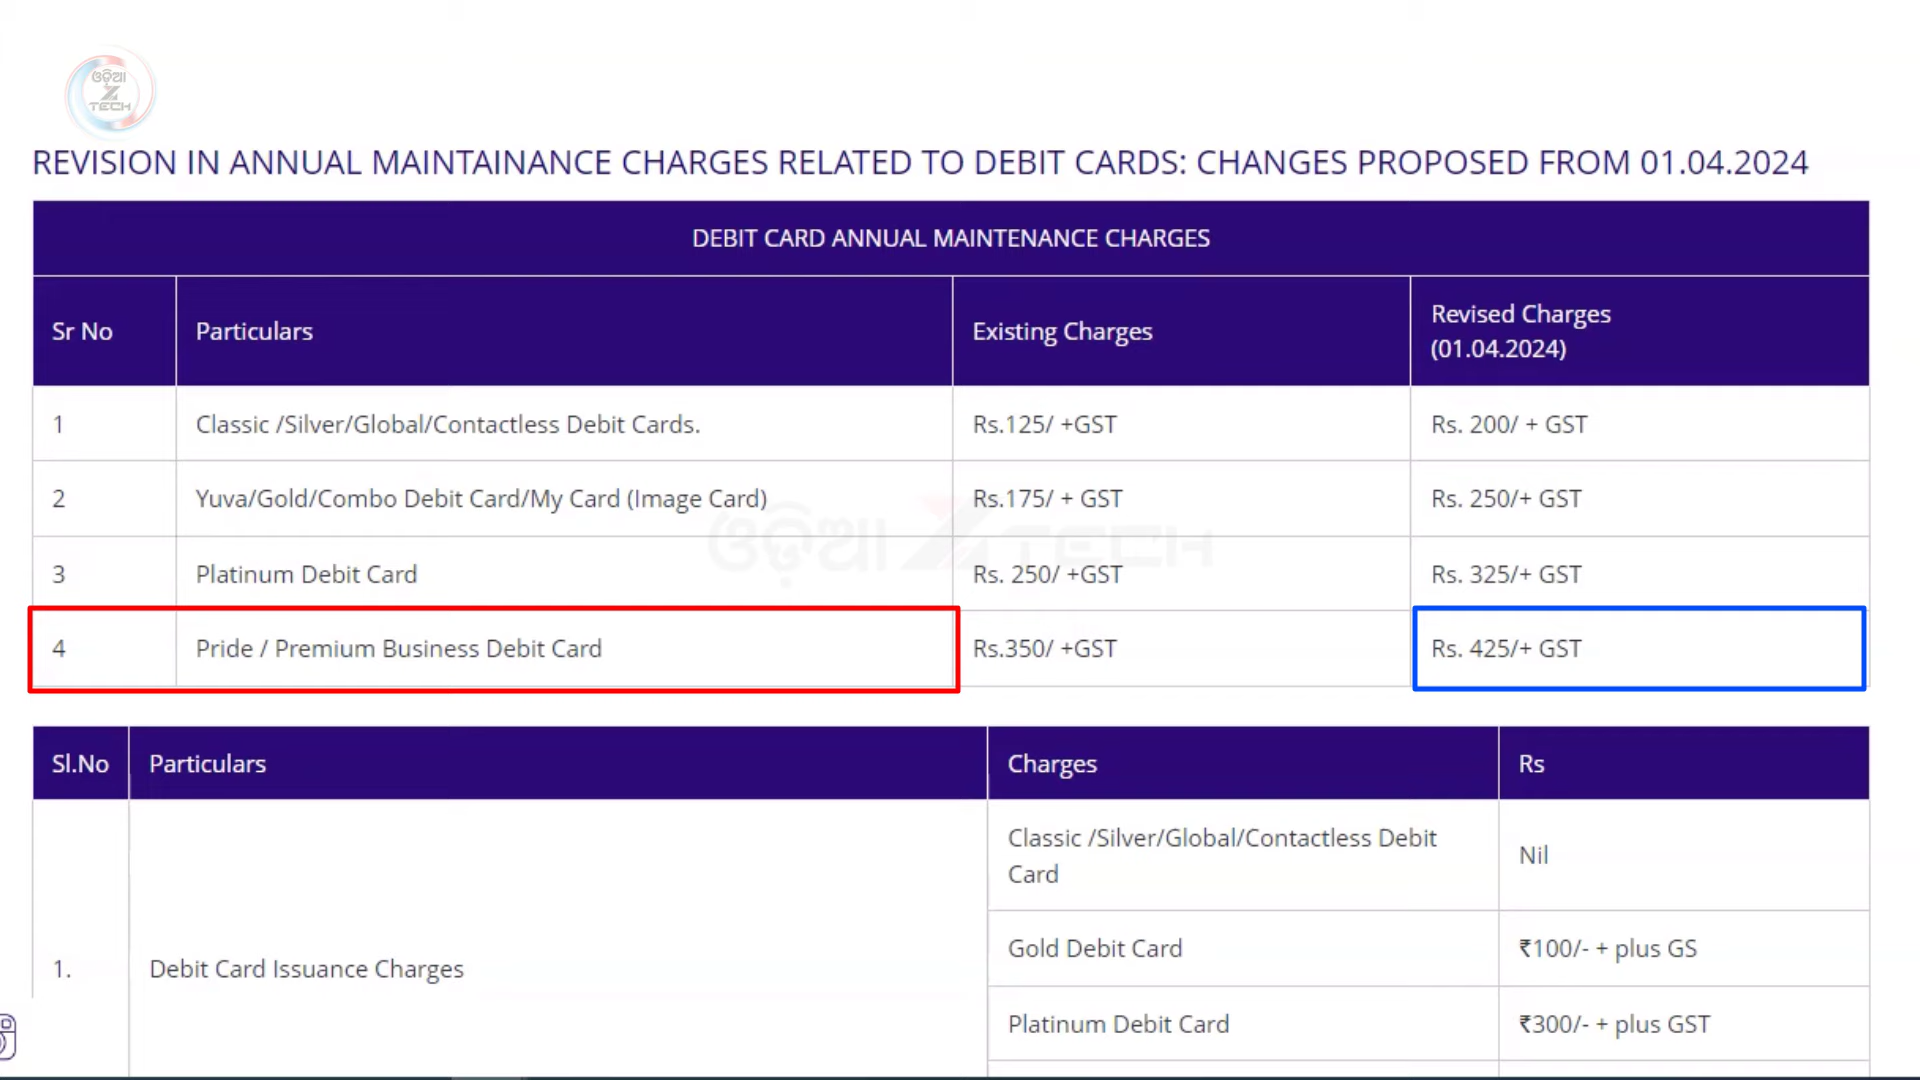 ଓଡ଼ିଆ
Z
TECH
REVISION IN ANNUAL MAINTAINANCE CHARGES RELATED TO DEBIT CARDS: CHANGES PROPOSED FROM 01.04.2024
DEBIT CARD ANNUAL MAINTENANCE CHARGES
Sr No Particulars Existing Charges Revised Charges
(01.04.2024)
1 Classic /Silver/Global/Contactless Debit Cards. Rs.125/ +GST Rs. 200/ + GST
2 Yuva/Gold/Combo Debit Card/My Card (Image Card) Rs.175/ + GST Rs. 250/+ GST
ଓଡ଼ିଆ Z TECH
3 Platinum Debit Card Rs. 250/ +GST Rs. 325/+ GST
4 Pride / Premium Business Debit Card Rs.350/ +GST Rs. 425/+ GST
Sl.No Particulars Charges Rs
Classic /Silver/Global/Contactless Debit
Card Nil
Gold Debit Card ₹100/- + plus GS
1. Debit Card Issuance Charges
Platinum Debit Card ₹300/- + plus GST